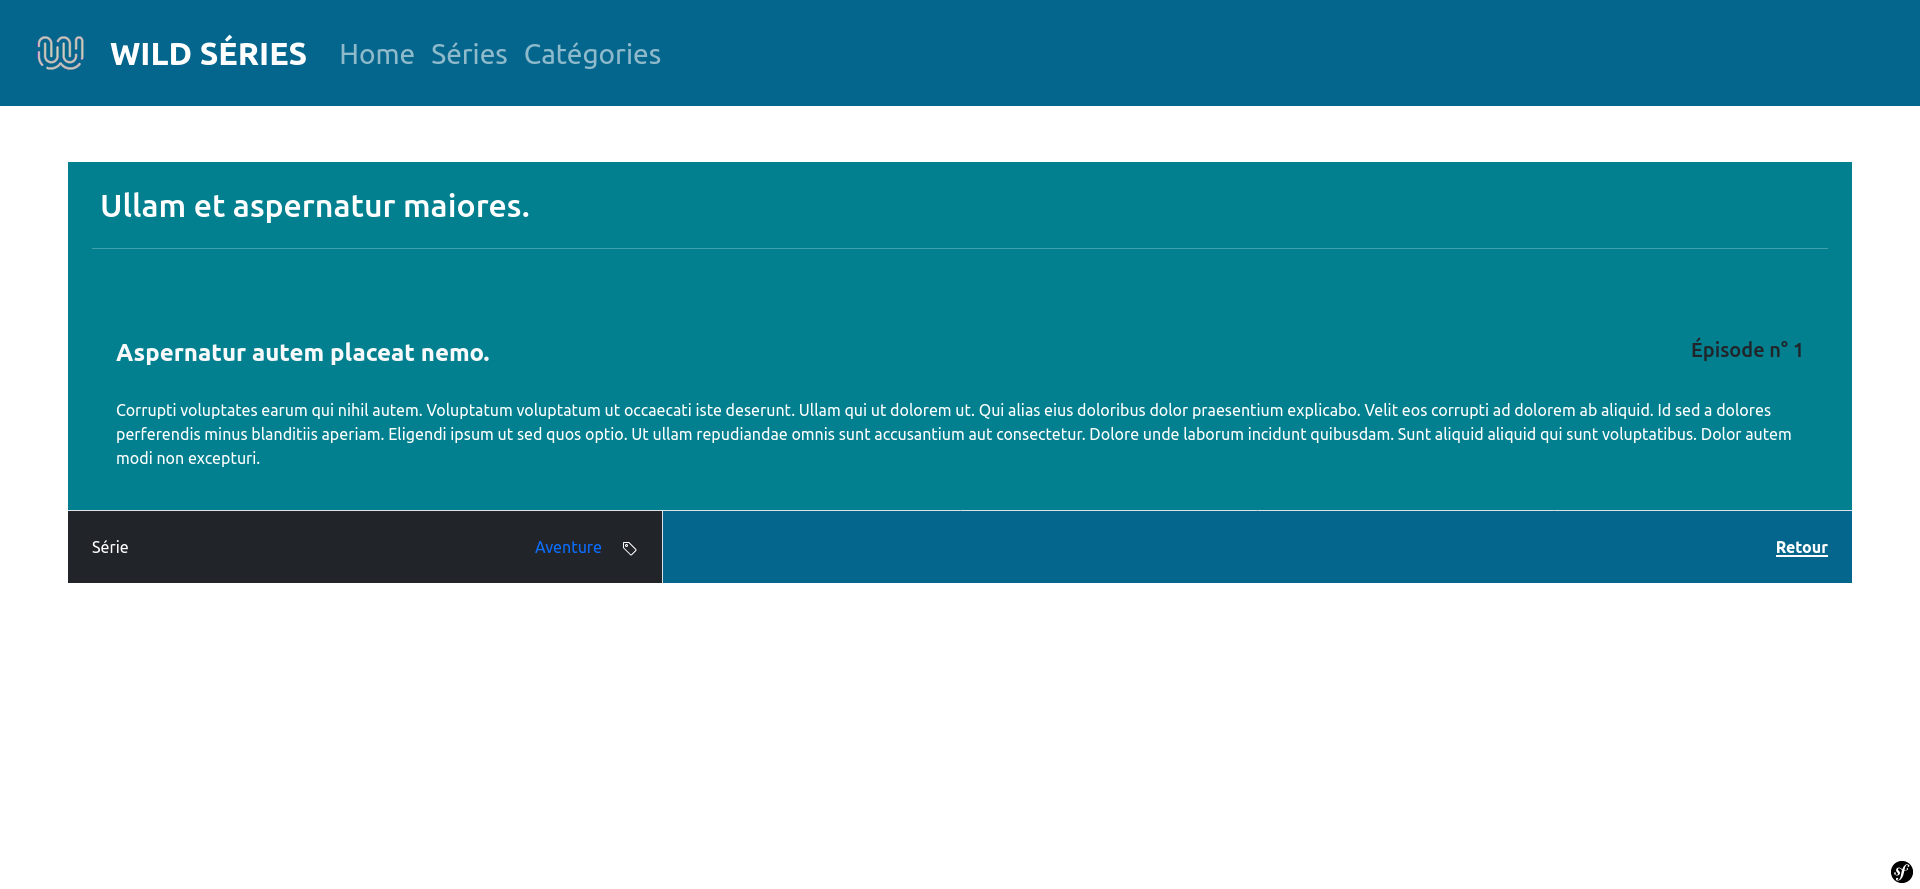 WILD SÉRIES Home Séries Catégories
Ullam et aspernatur maiores.
Aspernatur autem placeat nemo. Épisode n° 1
Corrupti voluptates earum qui nihil autem. Voluptatum voluptatum ut occaecati iste deserunt. Ullam qui ut dolorem ut. Qui alias eius doloribus dolor praesentium explicabo. Velit eos corrupti ad dolorem ab aliquid. Id sed a dolores
perferendis minus blanditiis aperiam. Eligendi ipsum ut sed quos optio. Ut ullam repudiandae omnis sunt accusantium aut consectetur. Dolore unde laborum incidunt quibusdam. Sunt aliquid aliquid qui sunt voluptatibus. Dolor autem
modi non excepturi.
Série Aventure Retour
sf